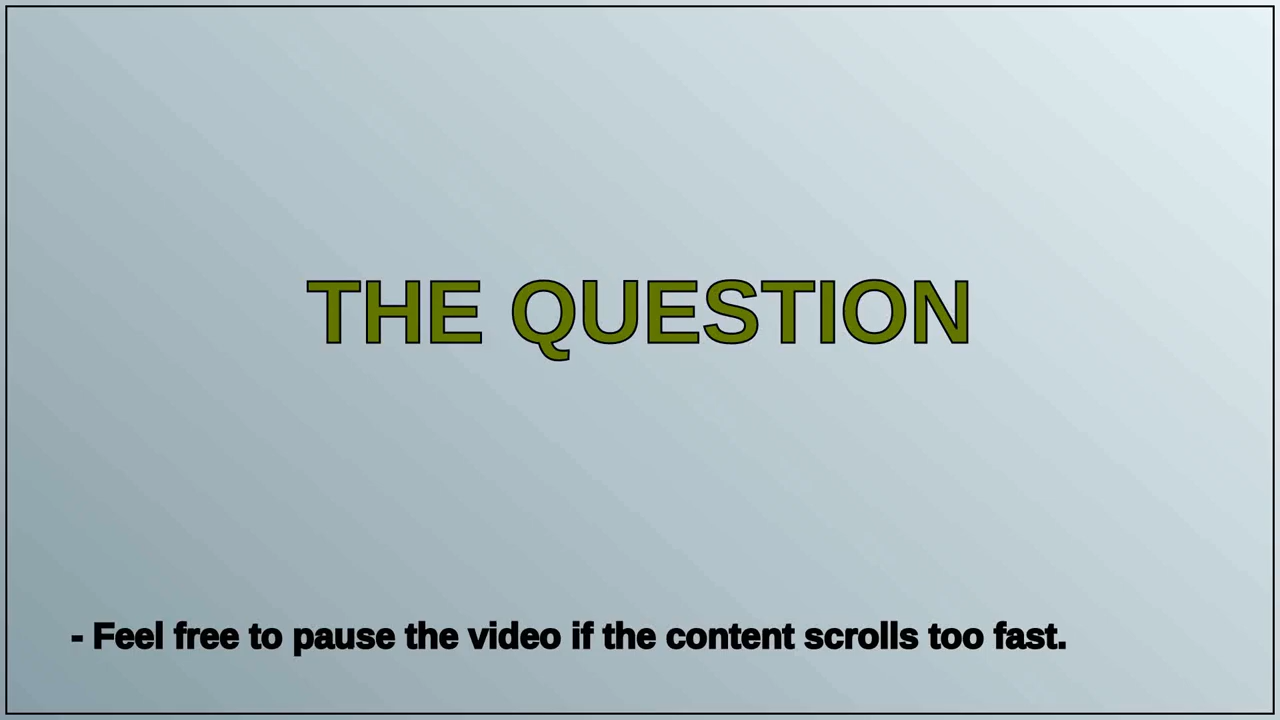 THE QUESTION
- Feel free to pause the video if the content scrolls too fast.